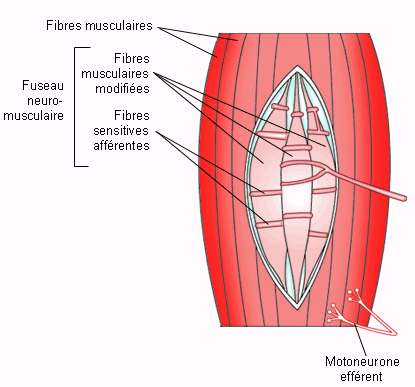 Fibres musculaires
Fibres
musculaires
modifiées
Fuseau
neuro-
musculaire
Fibres
sensitives
afférentes
Motoneurone
efférent